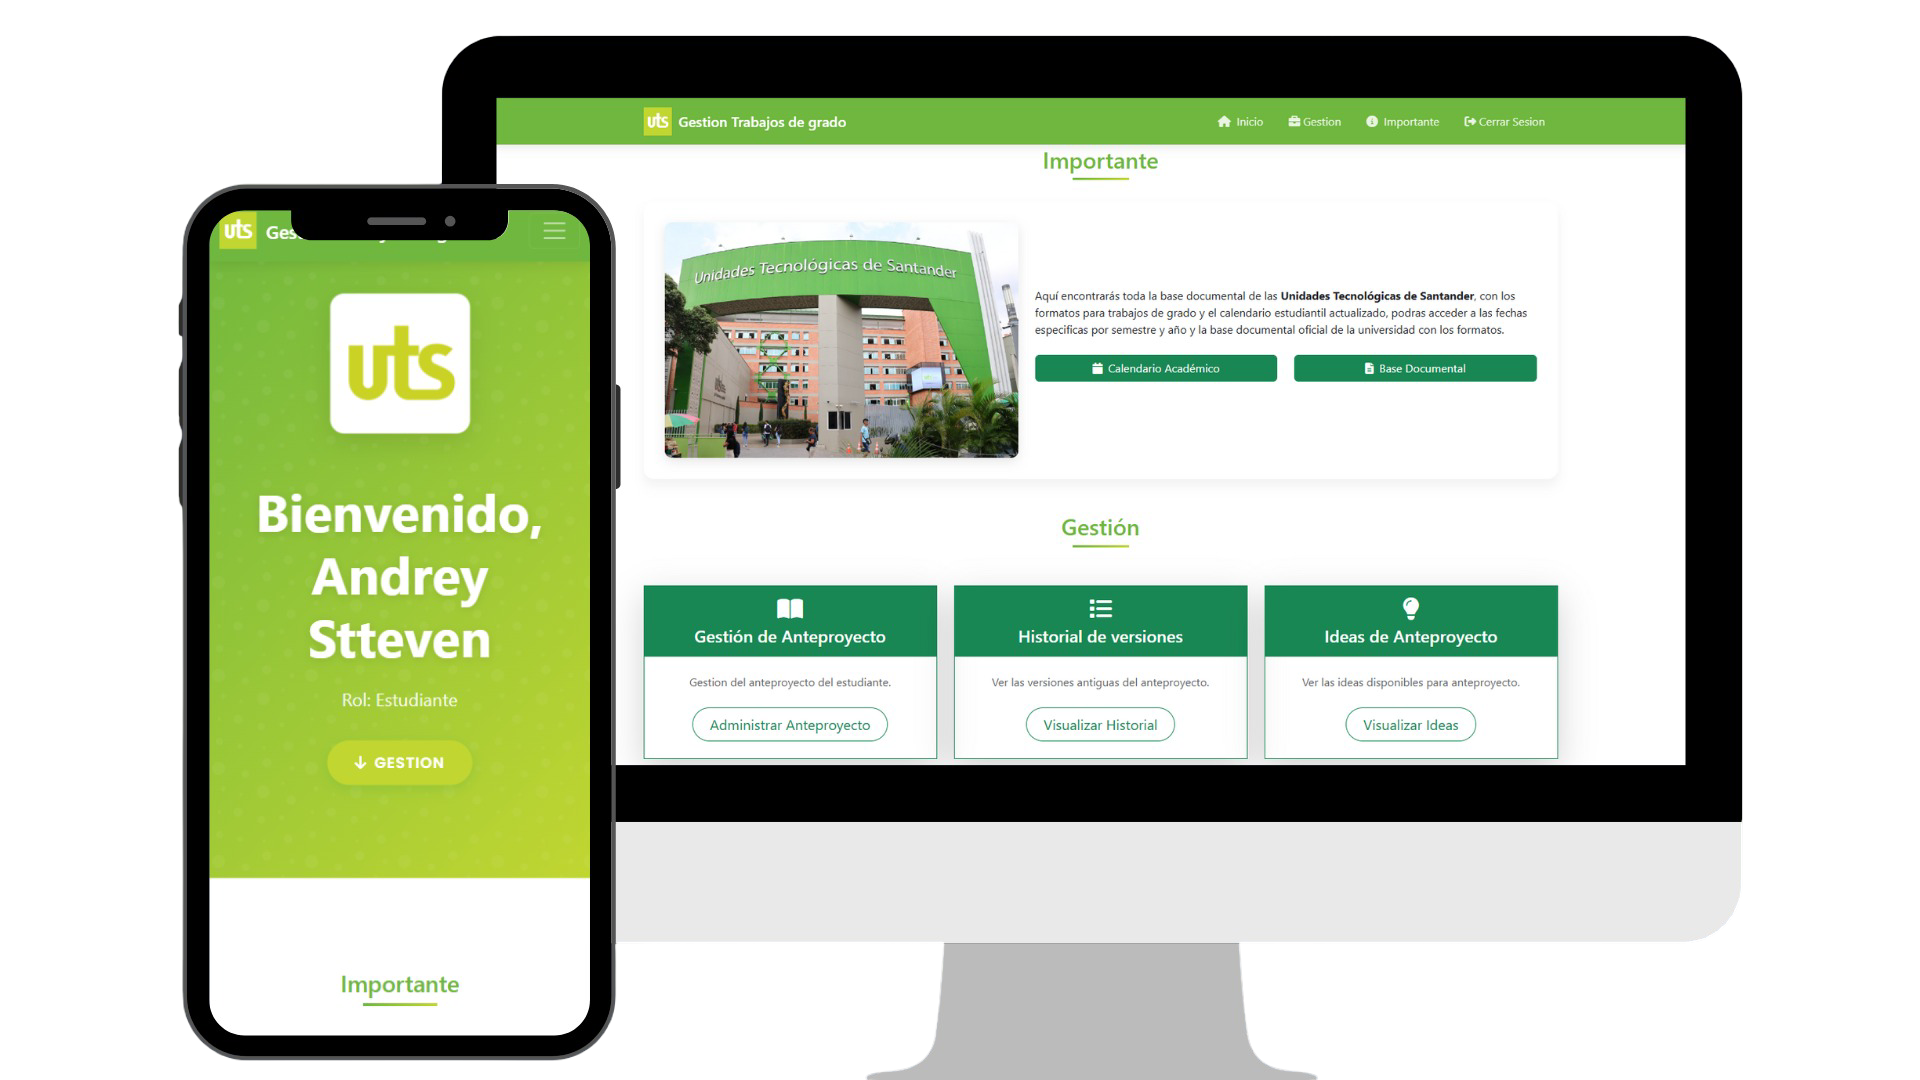 uts Gestion Trabajos de grado
Inicio
Gestion
Importante
Cerrar Sesion
Importante
Unidades Tecnológicas de Santander
Aquí encontrarás toda la base documental de las Unidades Tecnológicas de Santander, con los
formatos para trabajos de grado y el calendario estudiantil actualizado, podras acceder a las fechas
especificas por semestre y año y la base documental oficial de la universidad con los formatos.
Calendario Académico
Base Documental
Gestión
Gestión de Anteproyecto
Gestion del anteproyecto del estudiante.
Administrar Anteproyecto
Historial de versiones
Ver las versiones antiguas del anteproyecto.
Visualizar Historial
Ideas de Anteproyecto
Ver las ideas disponibles para anteproyecto.
Visualizar Ideas
uts
uts
Bienvenido,
Andrey
Stteven
Rol: Estudiante
GESTION
Importante